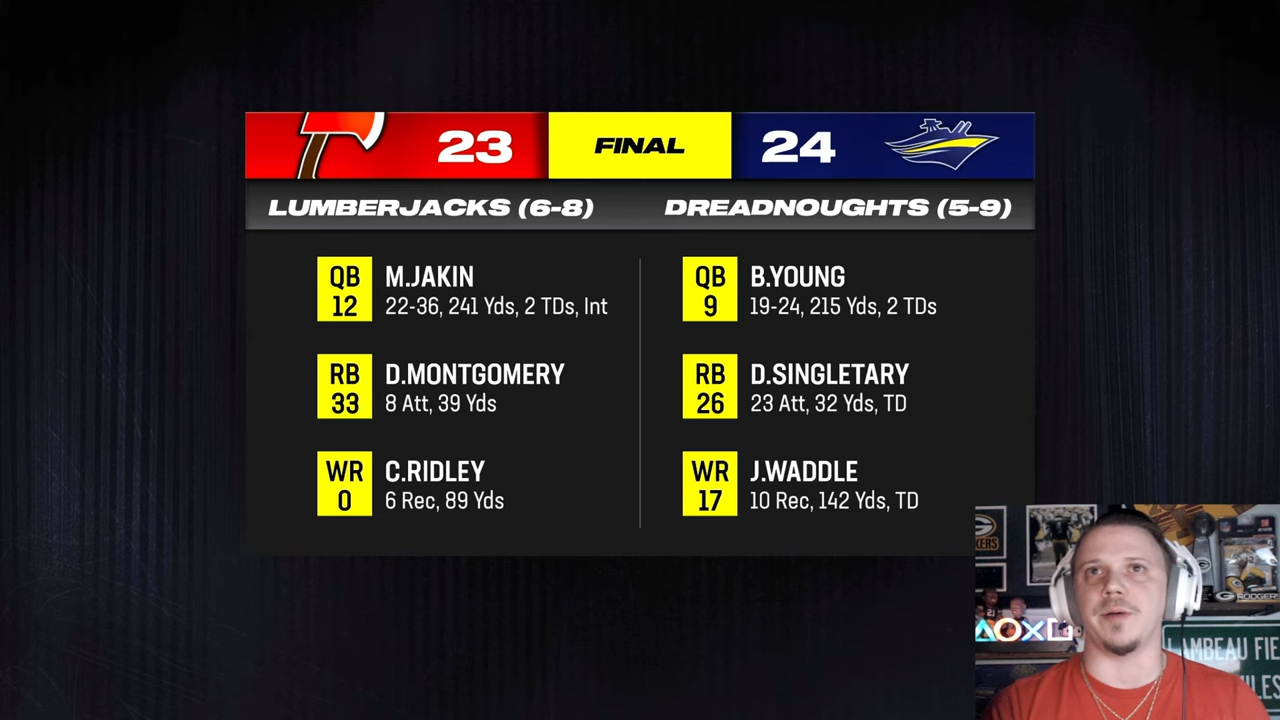 23 FINAL 24
LUMBERJACKS (6-8) DREADNOUGHTS (5-9)
QB 12
M.JAKIN
22-36, 241 Yds, 2 TDs, Int
RB 33
D.MONTGOMERY
8 Att, 39 Yds
WR 0
C.RIDLEY
6 Rec, 89 Yds
QB 9
B.YOUNG
19-24, 215 Yds, 2 TDs
RB 26
D.SINGLETARY
23 Att, 32 Yds, TD
WR 17
J.WADDLE
10 Rec, 142 Yds, TD
RODGERS
LAMBEAU FIE